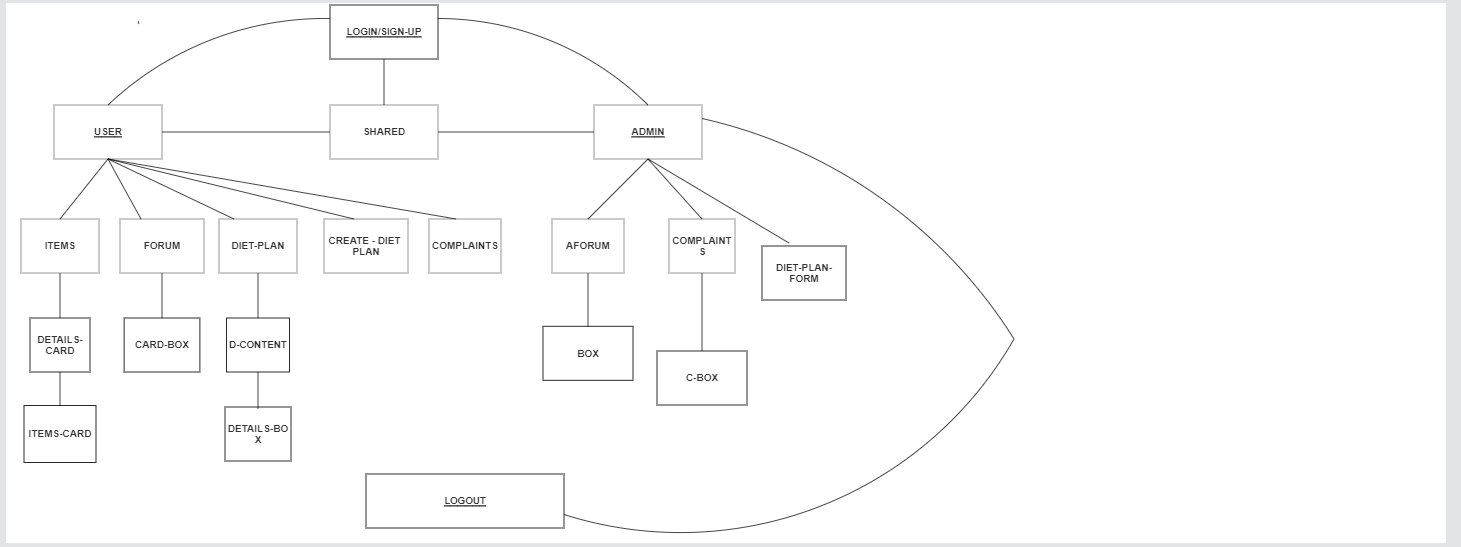 LOGIN/SIGN-UP
USER
SHARED
ADMIN
ITEMS
FORUM
DIET-PLAN
CREATE - DIET
PLAN
COMPLAINTS
AFORUM
COMPLAINT
S
DIET-PLAN-
FORM
DETAILS-
CARD
CARD-BOX
D-CONTENT
BOX
C-BOX
ITEMS-CARD
DETAILS-BO
X
LOGOUT